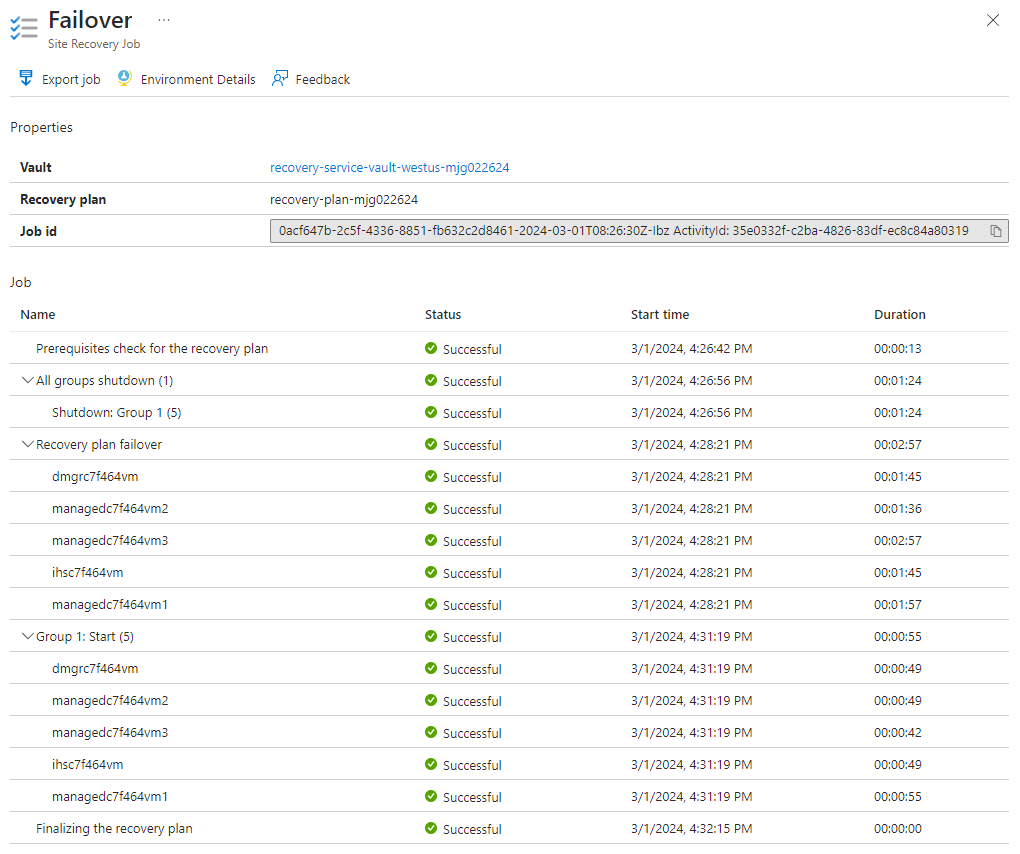 Failover ...
Site Recovery Job
Export job Environment Details Feedback
Properties
Vault recovery-service-vault-westus-mjg022624
Recovery plan recovery-plan-mjg022624
Job id 0acf647b-2c5f-4336-8851-fb632c2d8461-2024-03-01T08:26:30Z-Ibz ActivityId: 35e0332f-c2ba-4826-83df-ec8c84a80319
Job
Name Status Start time Duration
Prerequisites check for the recovery plan Successful 3/1/2024, 4:26:42 PM 00:00:13
All groups shutdown (1) Successful 3/1/2024, 4:26:56 PM 00:01:24
Shutdown: Group 1 (5) Successful 3/1/2024, 4:26:56 PM 00:01:24
Recovery plan failover Successful 3/1/2024, 4:28:21 PM 00:02:57
dmgrc7f464vm Successful 3/1/2024, 4:28:21 PM 00:01:45
managedc7f464vm2 Successful 3/1/2024, 4:28:21 PM 00:01:36
managedc7f464vm3 Successful 3/1/2024, 4:28:21 PM 00:02:57
ihsc7f464vm Successful 3/1/2024, 4:28:21 PM 00:01:45
managedc7f464vm1 Successful 3/1/2024, 4:28:21 PM 00:01:57
Group 1: Start (5) Successful 3/1/2024, 4:31:19 PM 00:00:55
dmgrc7f464vm Successful 3/1/2024, 4:31:19 PM 00:00:49
managedc7f464vm2 Successful 3/1/2024, 4:31:19 PM 00:00:49
managedc7f464vm3 Successful 3/1/2024, 4:31:19 PM 00:00:42
ihsc7f464vm Successful 3/1/2024, 4:31:19 PM 00:00:49
managedc7f464vm1 Successful 3/1/2024, 4:31:19 PM 00:00:55
Finalizing the recovery plan Successful 3/1/2024, 4:32:15 PM 00:00:00